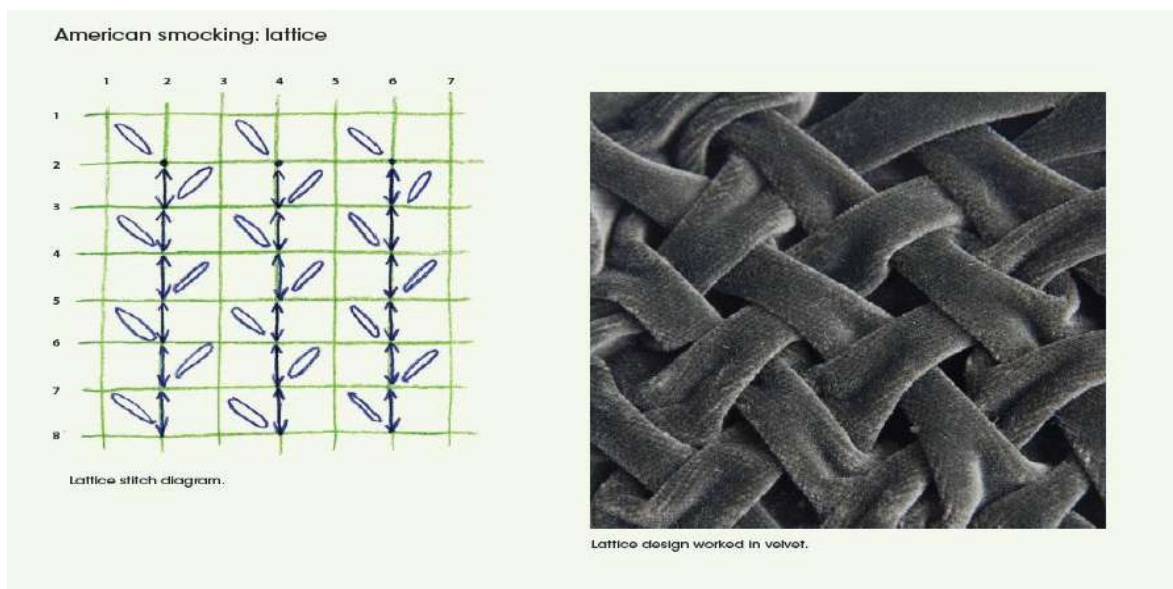 American smocking: lattice
1 2 3 4 5 6 7
1
2
3
4
5
6
7
8
Lattice stitch diagram.
Lattice design worked in velvet.